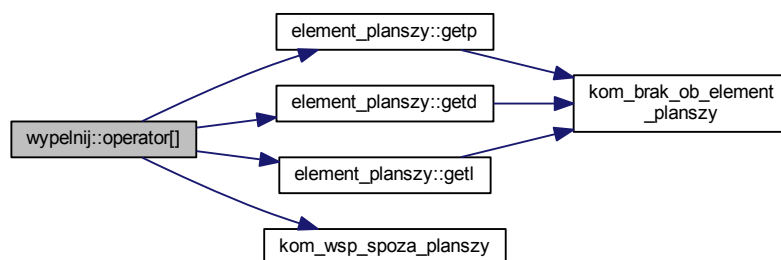 element_planszy::getp
kom_brak_ob_element
_planszy
element_planszy::getd
wypelnij::operator[]
element_planszy::getl
kom_wsp_spoza_planszy